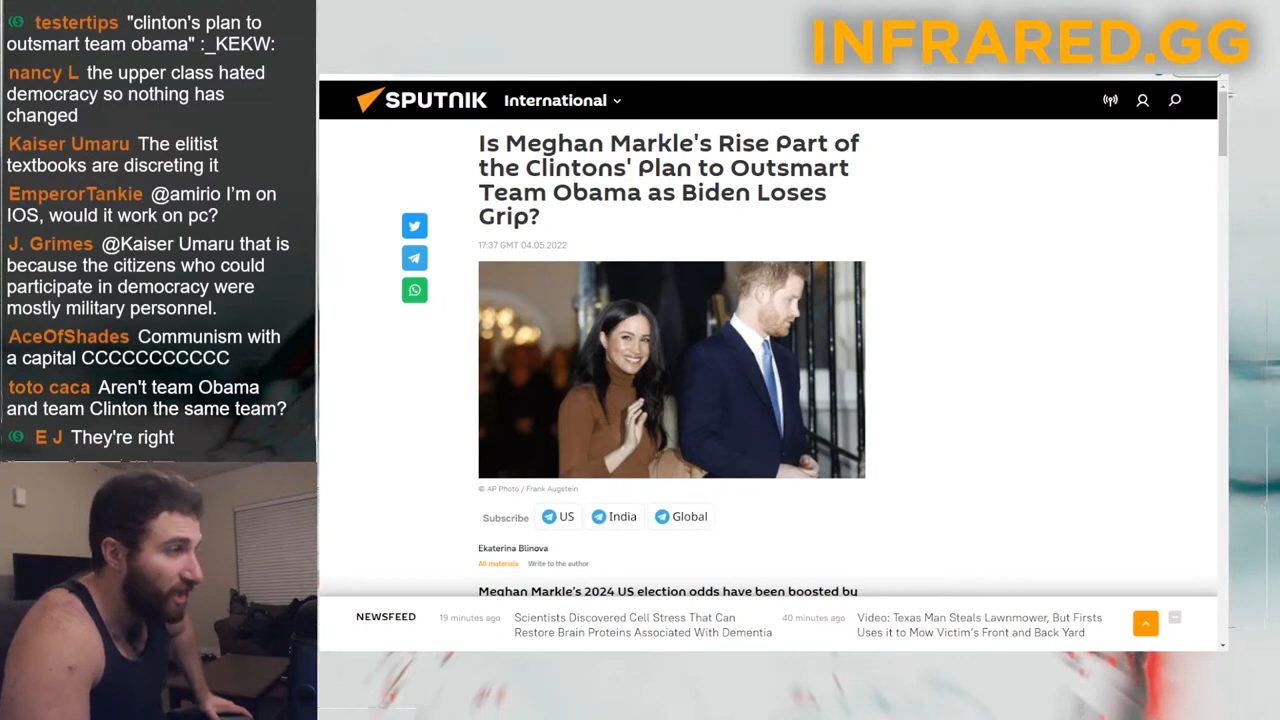 testertips "clinton's plan to
outsmart team obama" :_KEKW:
nancy L the upper class hated
democracy so nothing has
changed
Kaiser Umaru The elitist
textbooks are discreting it
EmperorTankie @amirio I’m on
IOS, would it work on pc?
J. Grimes @Kaiser Umaru that is
because the citizens who could
participate in democracy were
mostly military personnel.
AceOfShades Communism with
a capital CCCCCCCCCCC
toto caca Aren't team Obama
and team Clinton the same team?
E J They're right
INFRARED.GG
SPUTNIK International
Is Meghan Markle's Rise Part of
the Clintons' Plan to Outsmart
Team Obama as Biden Loses
Grip?
17:37 GMT 04.05.2022
© AP Photo / Frank Augstein
Subscribe US India Global
Ekaterina Blinova
All materials Write to the author
Meghan Markle's 2024 US election odds have been boosted by
NEWSFEED
19 minutes ago
Scientists Discovered Cell Stress That Can
Restore Brain Proteins Associated With Dementia
40 minutes ago
Video: Texas Man Steals Lawnmower, But Firsts
Uses it to Mow Victim's Front and Back Yard